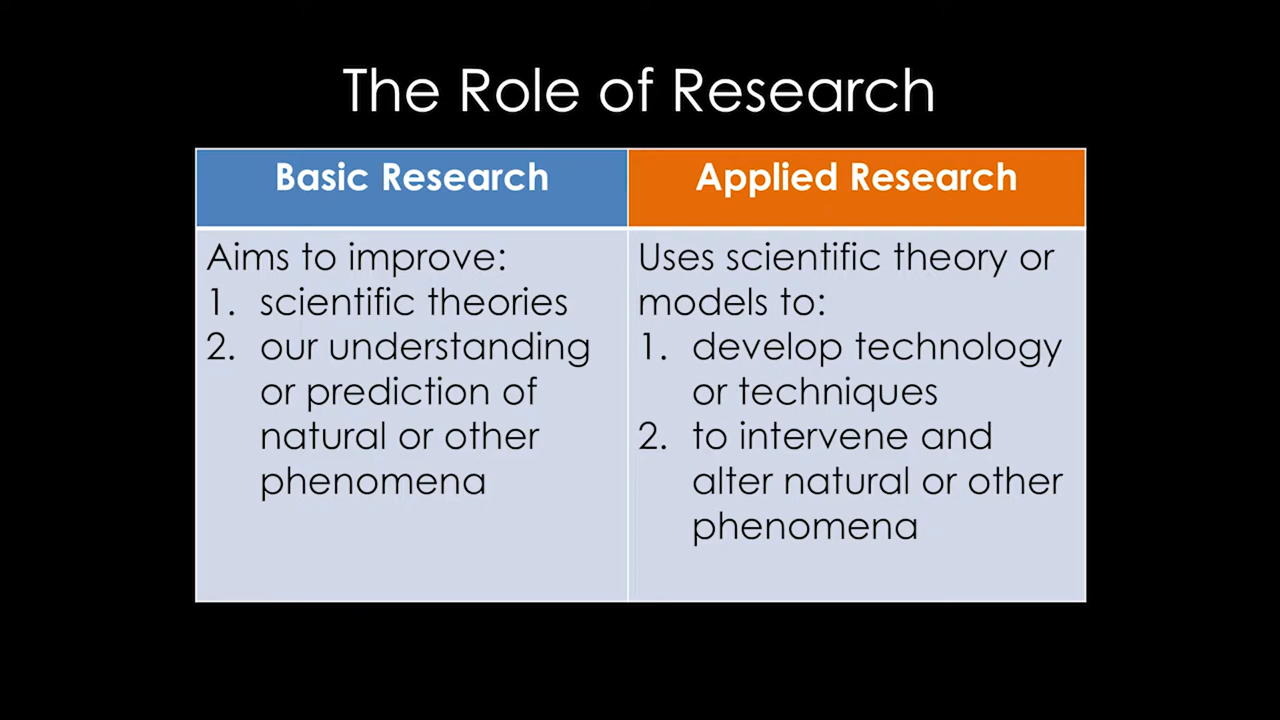 The Role of Research
Basic Research
Aims to improve:
1. scientific theories
2. our understanding
or prediction of
natural or other
phenomena
Applied Research
Uses scientific theory or
models to:
1. develop technology
or techniques
2. to intervene and
alter natural or other
phenomena